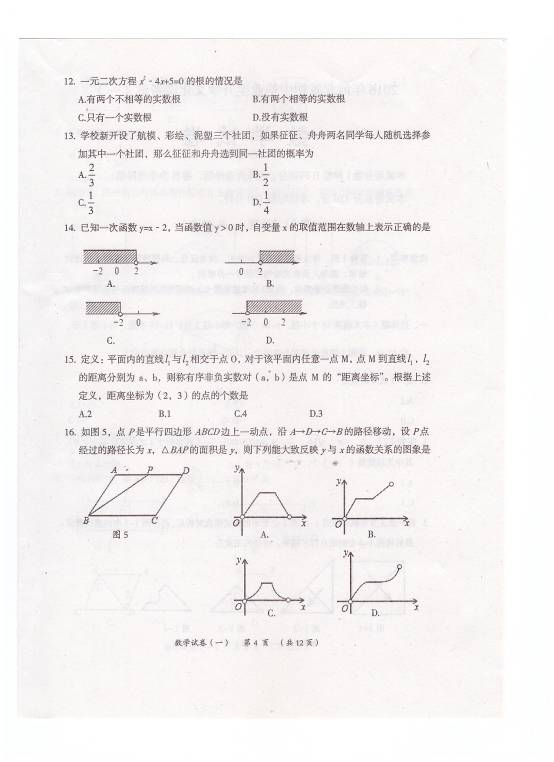 12. 一元二次方程 x² - 4x+5=0 的根的情况是
A.有两个不相等的实数根 B.有两个相等的实数根
C.只有一个实数根 D.没有实数根
13. 学校新开设了航模、彩绘、泥塑三个社团，如果征征、舟舟两名同学每人随机选择参
加其中一个社团，那么征征和舟舟选到同一社团的概率为
A. 2/3 B. 1/2
C. 1/3 D. 1/4
14. 已知一次函数 y=x - 2，当函数值 y＞0 时，自变量 x 的取值范围在数轴上表示正确的是
-2 0 2 0 2
A. B.
-2 0 -2 0 2
C. D.
15. 定义：平面内的直线 l₁ 与 l₂ 相交于点 O，对于该平面内任意一点 M，点 M 到直线 l₁，l₂
的距离分别为 a、b，则称有序非负实数对（a，b）是点 M 的“距离坐标”。根据上述
定义，距离坐标为（2，3）的点的个数是
A.2 B.1 C.4 D.3
16. 如图 5，点 P 是平行四边形 ABCD 边上一动点，沿 A→D→C→B 的路径移动，设 P 点
经过的路径长为 x，△BAP 的面积是 y，则下列能大致反映 y 与 x 的函数关系的图象是
A P D
B C
图 5
y O x
A.
y O x
B.
y O x
C.
y O x
D.
数学试卷（一） 第 4 页 （共 12 页）